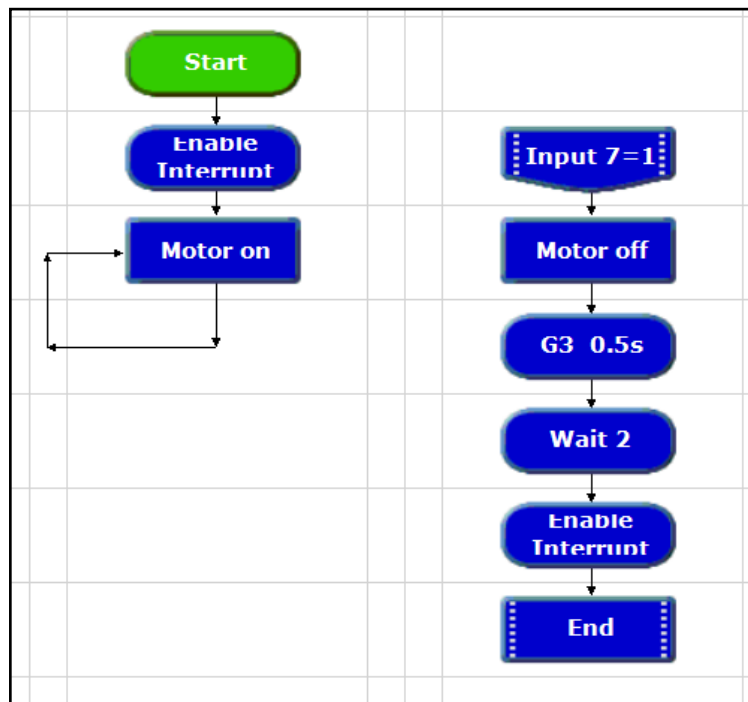 Start
Enable
Interrupt
Motor on
Input 7=1
Motor off
G3 0.5s
Wait 2
Enable
Interrupt
End